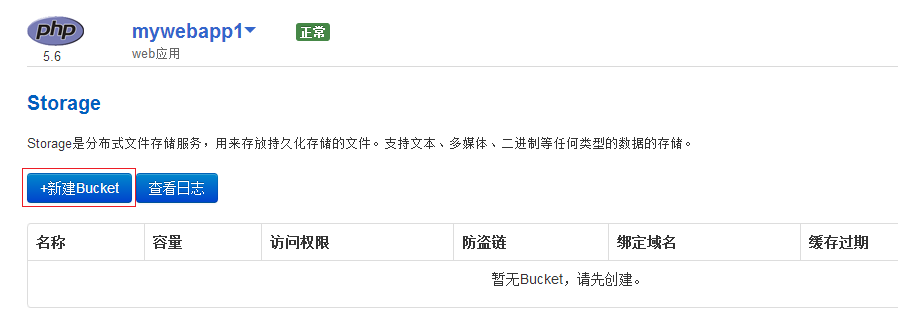 php
5.6
mywebapp1
正常
web应用
Storage
Storage是分布式文件存储服务，用来存放持久化存储的文件。支持文本、多媒体、二进制等任何类型的数据的存储。
+新建Bucket 查看日志
名称 容量 访问权限 防盗链 绑定域名 缓存过期
暂无Bucket，请先创建。